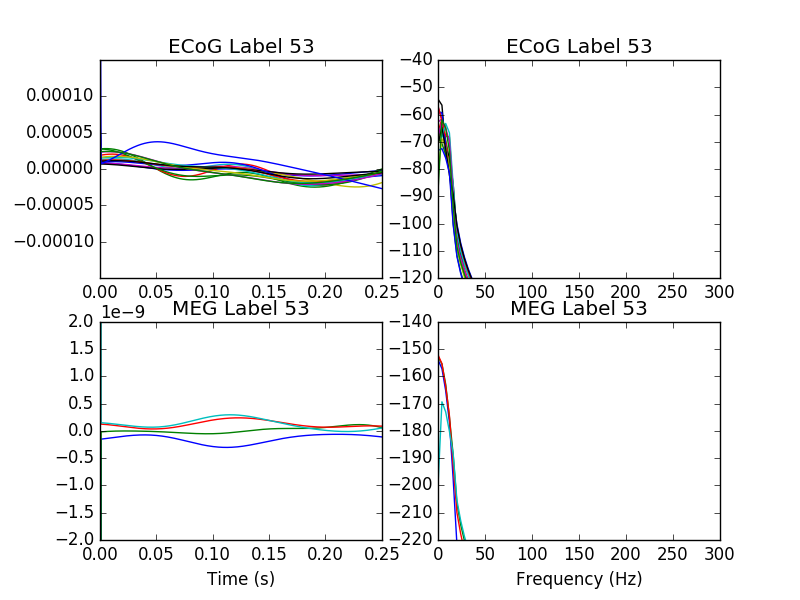 ECoG Label 53
0.00010
0.00005
0.00000
−0.00005
−0.00010
0.00 0.05 0.10 0.15 0.20 0.25
ECoG Label 53
−40
−50
−60
−70
−80
−90
−100
−110
−120
0 50 100 150 200 250 300
1e−9
MEG Label 53
2.0
1.5
1.0
0.5
0.0
−0.5
−1.0
−1.5
−2.0
0.00 0.05 0.10 0.15 0.20 0.25
Time (s)
MEG Label 53
−140
−150
−160
−170
−180
−190
−200
−210
−220
0 50 100 150 200 250 300
Frequency (Hz)